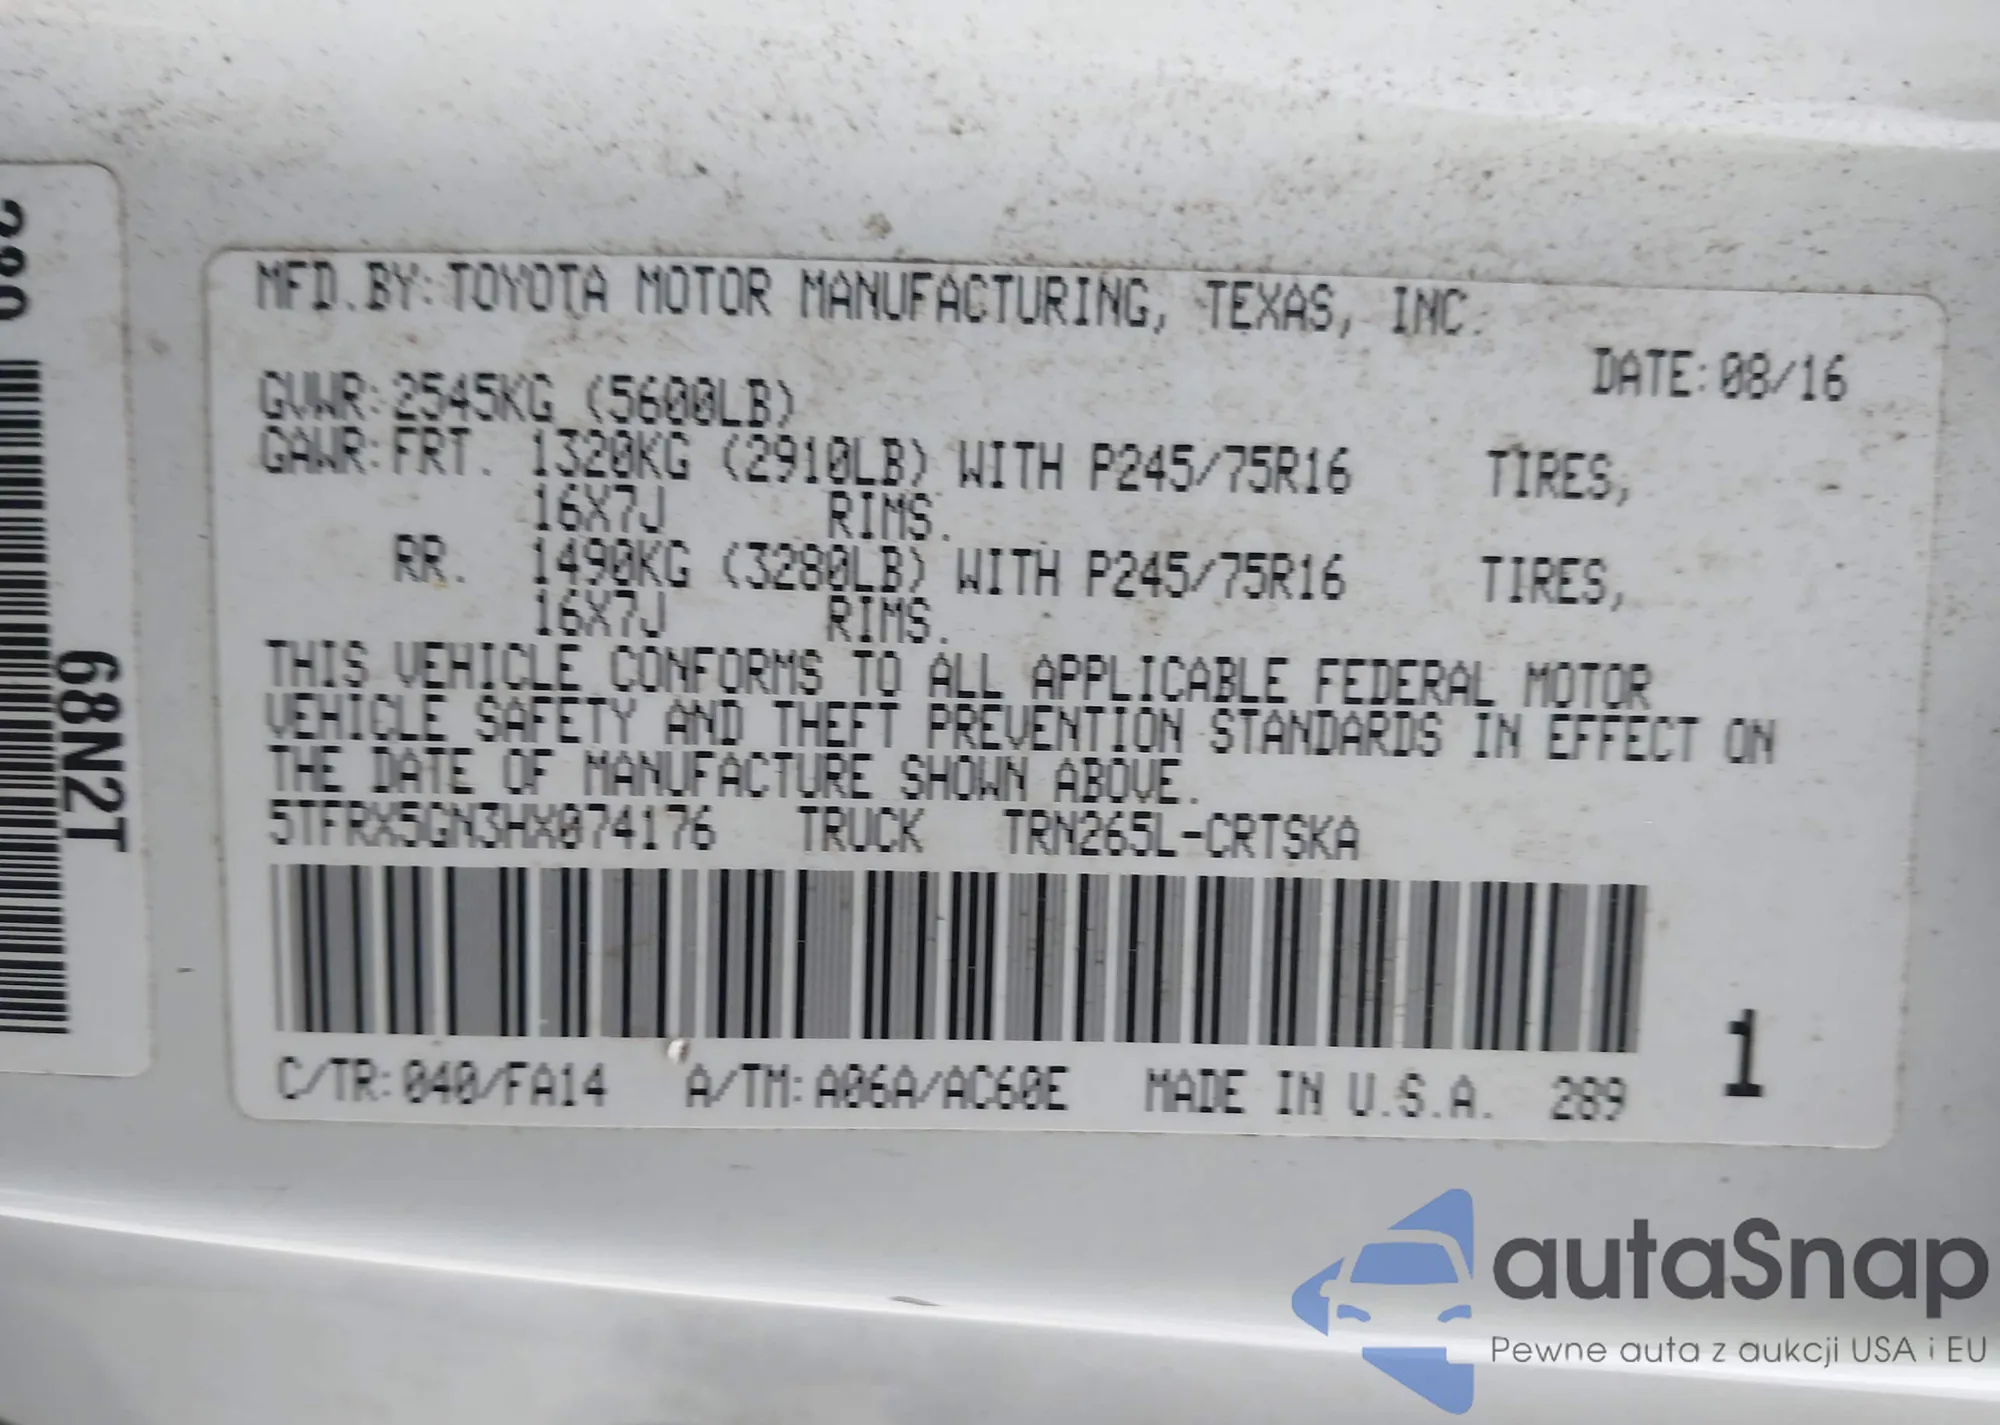 MFD.BY:TOYOTA MOTOR MANUFACTURING, TEXAS, INC.
DATE:08/16
GVWR:2545KG (5600LB)
GAWR:FRT. 1320KG (2910LB) WITH P245/75R16 TIRES,
16X7J RIMS.
RR. 1490KG (3280LB) WITH P245/75R16 TIRES,
16X7J RIMS.
THIS VEHICLE CONFORMS TO ALL APPLICABLE FEDERAL MOTOR
VEHICLE SAFETY AND THEFT PREVENTION STANDARDS IN EFFECT ON
THE DATE OF MANUFACTURE SHOWN ABOVE.
5TFRX5GN3HX074176 TRUCK TRN265L-CRTSKA
1
C/TR:040/FA14 A/TM:A06A/AC60E MADE IN U.S.A. 289
68N2T
autaSnap
Pewne auta z aukcji USA i EU